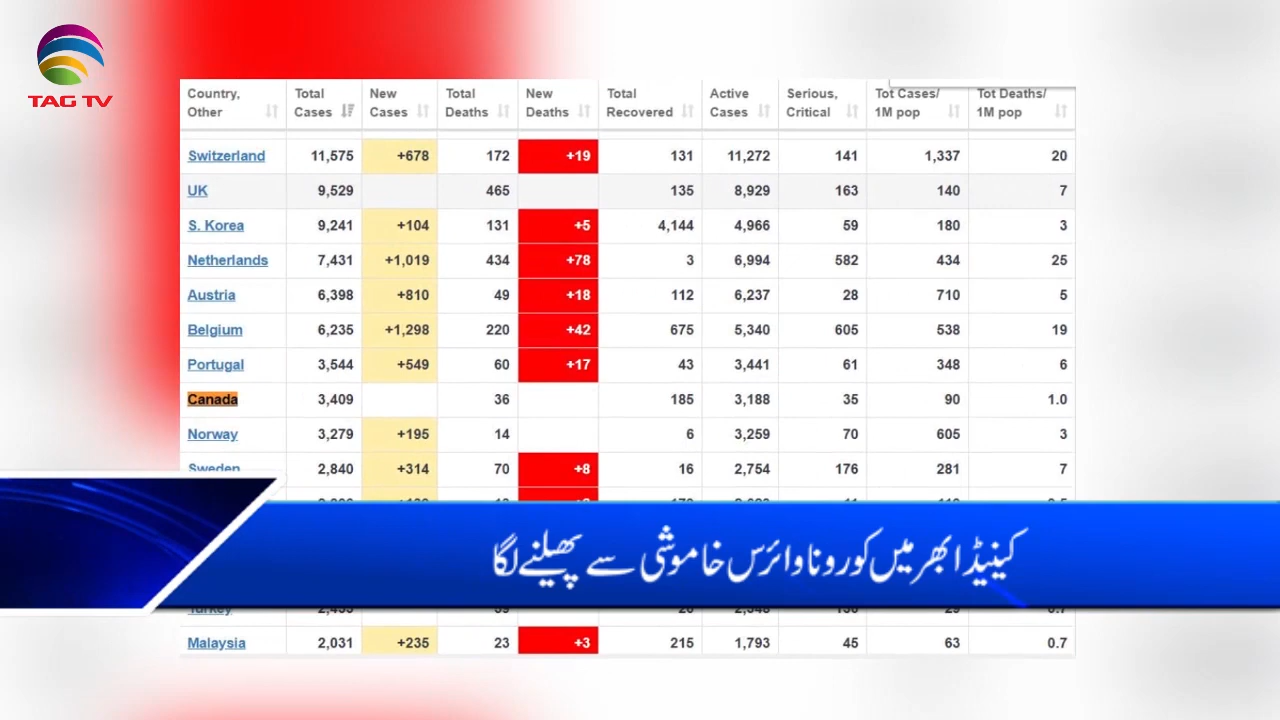 TAG TV
Country, Other Total Cases New Cases Total Deaths New Deaths Total Recovered Active Cases Serious, Critical Tot Cases/ 1M pop Tot Deaths/ 1M pop
Switzerland 11,575 +678 172 +19 131 11,272 141 1,337 20
UK 9,529 465 135 8,929 163 140 7
S. Korea 9,241 +104 131 +5 4,144 4,966 59 180 3
Netherlands 7,431 +1,019 434 +78 3 6,994 582 434 25
Austria 6,398 +810 49 +18 112 6,237 28 710 5
Belgium 6,235 +1,298 220 +42 675 5,340 605 538 19
Portugal 3,544 +549 60 +17 43 3,441 61 348 6
Canada 3,409 36 185 3,188 35 90 1.0
Norway 3,279 +195 14 6 3,259 70 605 3
Sweden 2,840 +314 70 +8 16 2,754 176 281 7
کینیڈا بھر میں کورونا وائرس خاموشی سے پھیلنے لگا
Turkey
Malaysia 2,031 +235 23 +3 215 1,793 45 63 0.7